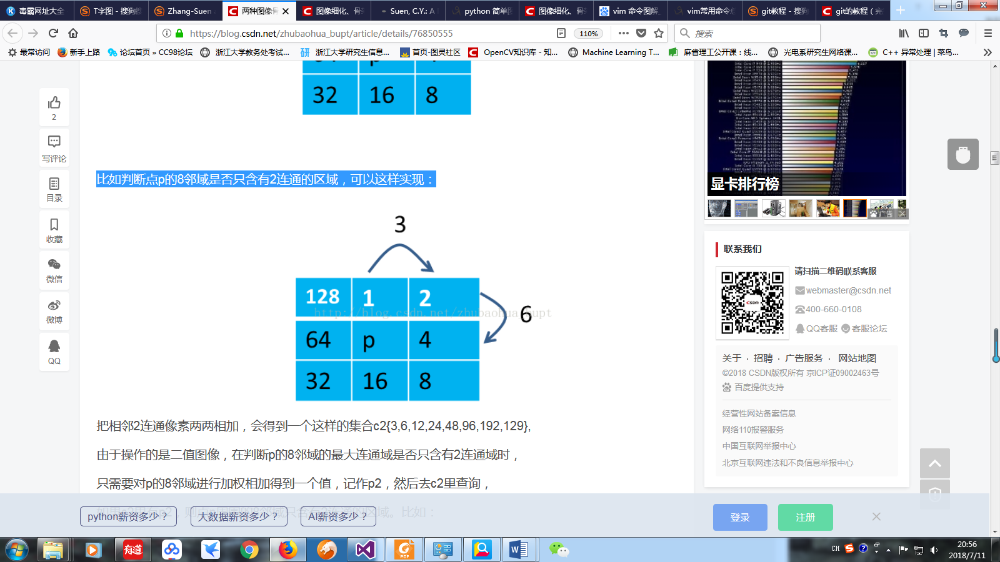 毒霸网址大全
T字图 - 搜狗搜
Zhang-Suen
两种图像骨
图像细化、骨
Suen, C.Y.: A
python 简单图
图像细化、骨
vim 命令图解_
vim常用命令总
git教程 - 搜狗
git的教程（完
https://blog.csdn.net/zhubaohua_bupt/article/details/76850555
110%
搜索
最常访问
新手上路
论坛首页 » CC98论坛
浙江大学教务处考试...
浙江大学研究生信息...
首页-图灵社区
OpenCV知识库 - 知...
Machine Learning T...
麻省理工公开课：线...
光电系研究生网络课...
C++ 异常处理 | 菜鸟...
32 16 8
2
写评论
目录
收藏
微信
微博
QQ
比如判断点p的8邻域是否只含有2连通的区域，可以这样实现：
3
128 1 2
http://blog.csdn.net/zhubaohua_bupt
6
64 p 4
32 16 8
把相邻2连通像素两两相加，会得到一个这样的集合c2{3,6,12,24,48,96,192,129},
由于操作的是二值图像，在判断p的8邻域的最大连通域是否只含有2连通域时，
只需要对p的8邻域进行加权相加得到一个值，记作p2，然后去c2里查询，
python薪资多少？
大数据薪资多少？
AI薪资多少？
登录
注册
显卡排行榜
广告
联系我们
请扫描二维码联系客服
webmaster@csdn.net
400-660-0108
QQ客服 客服论坛
CSDN
关于 · 招聘 · 广告服务 · 网站地图
©2018 CSDN版权所有 京ICP证09002463号
百度提供支持
经营性网站备案信息
网络110报警服务
中国互联网举报中心
北京互联网违法和不良信息举报中心
有道
PDF
CH
20:56
2018/7/11